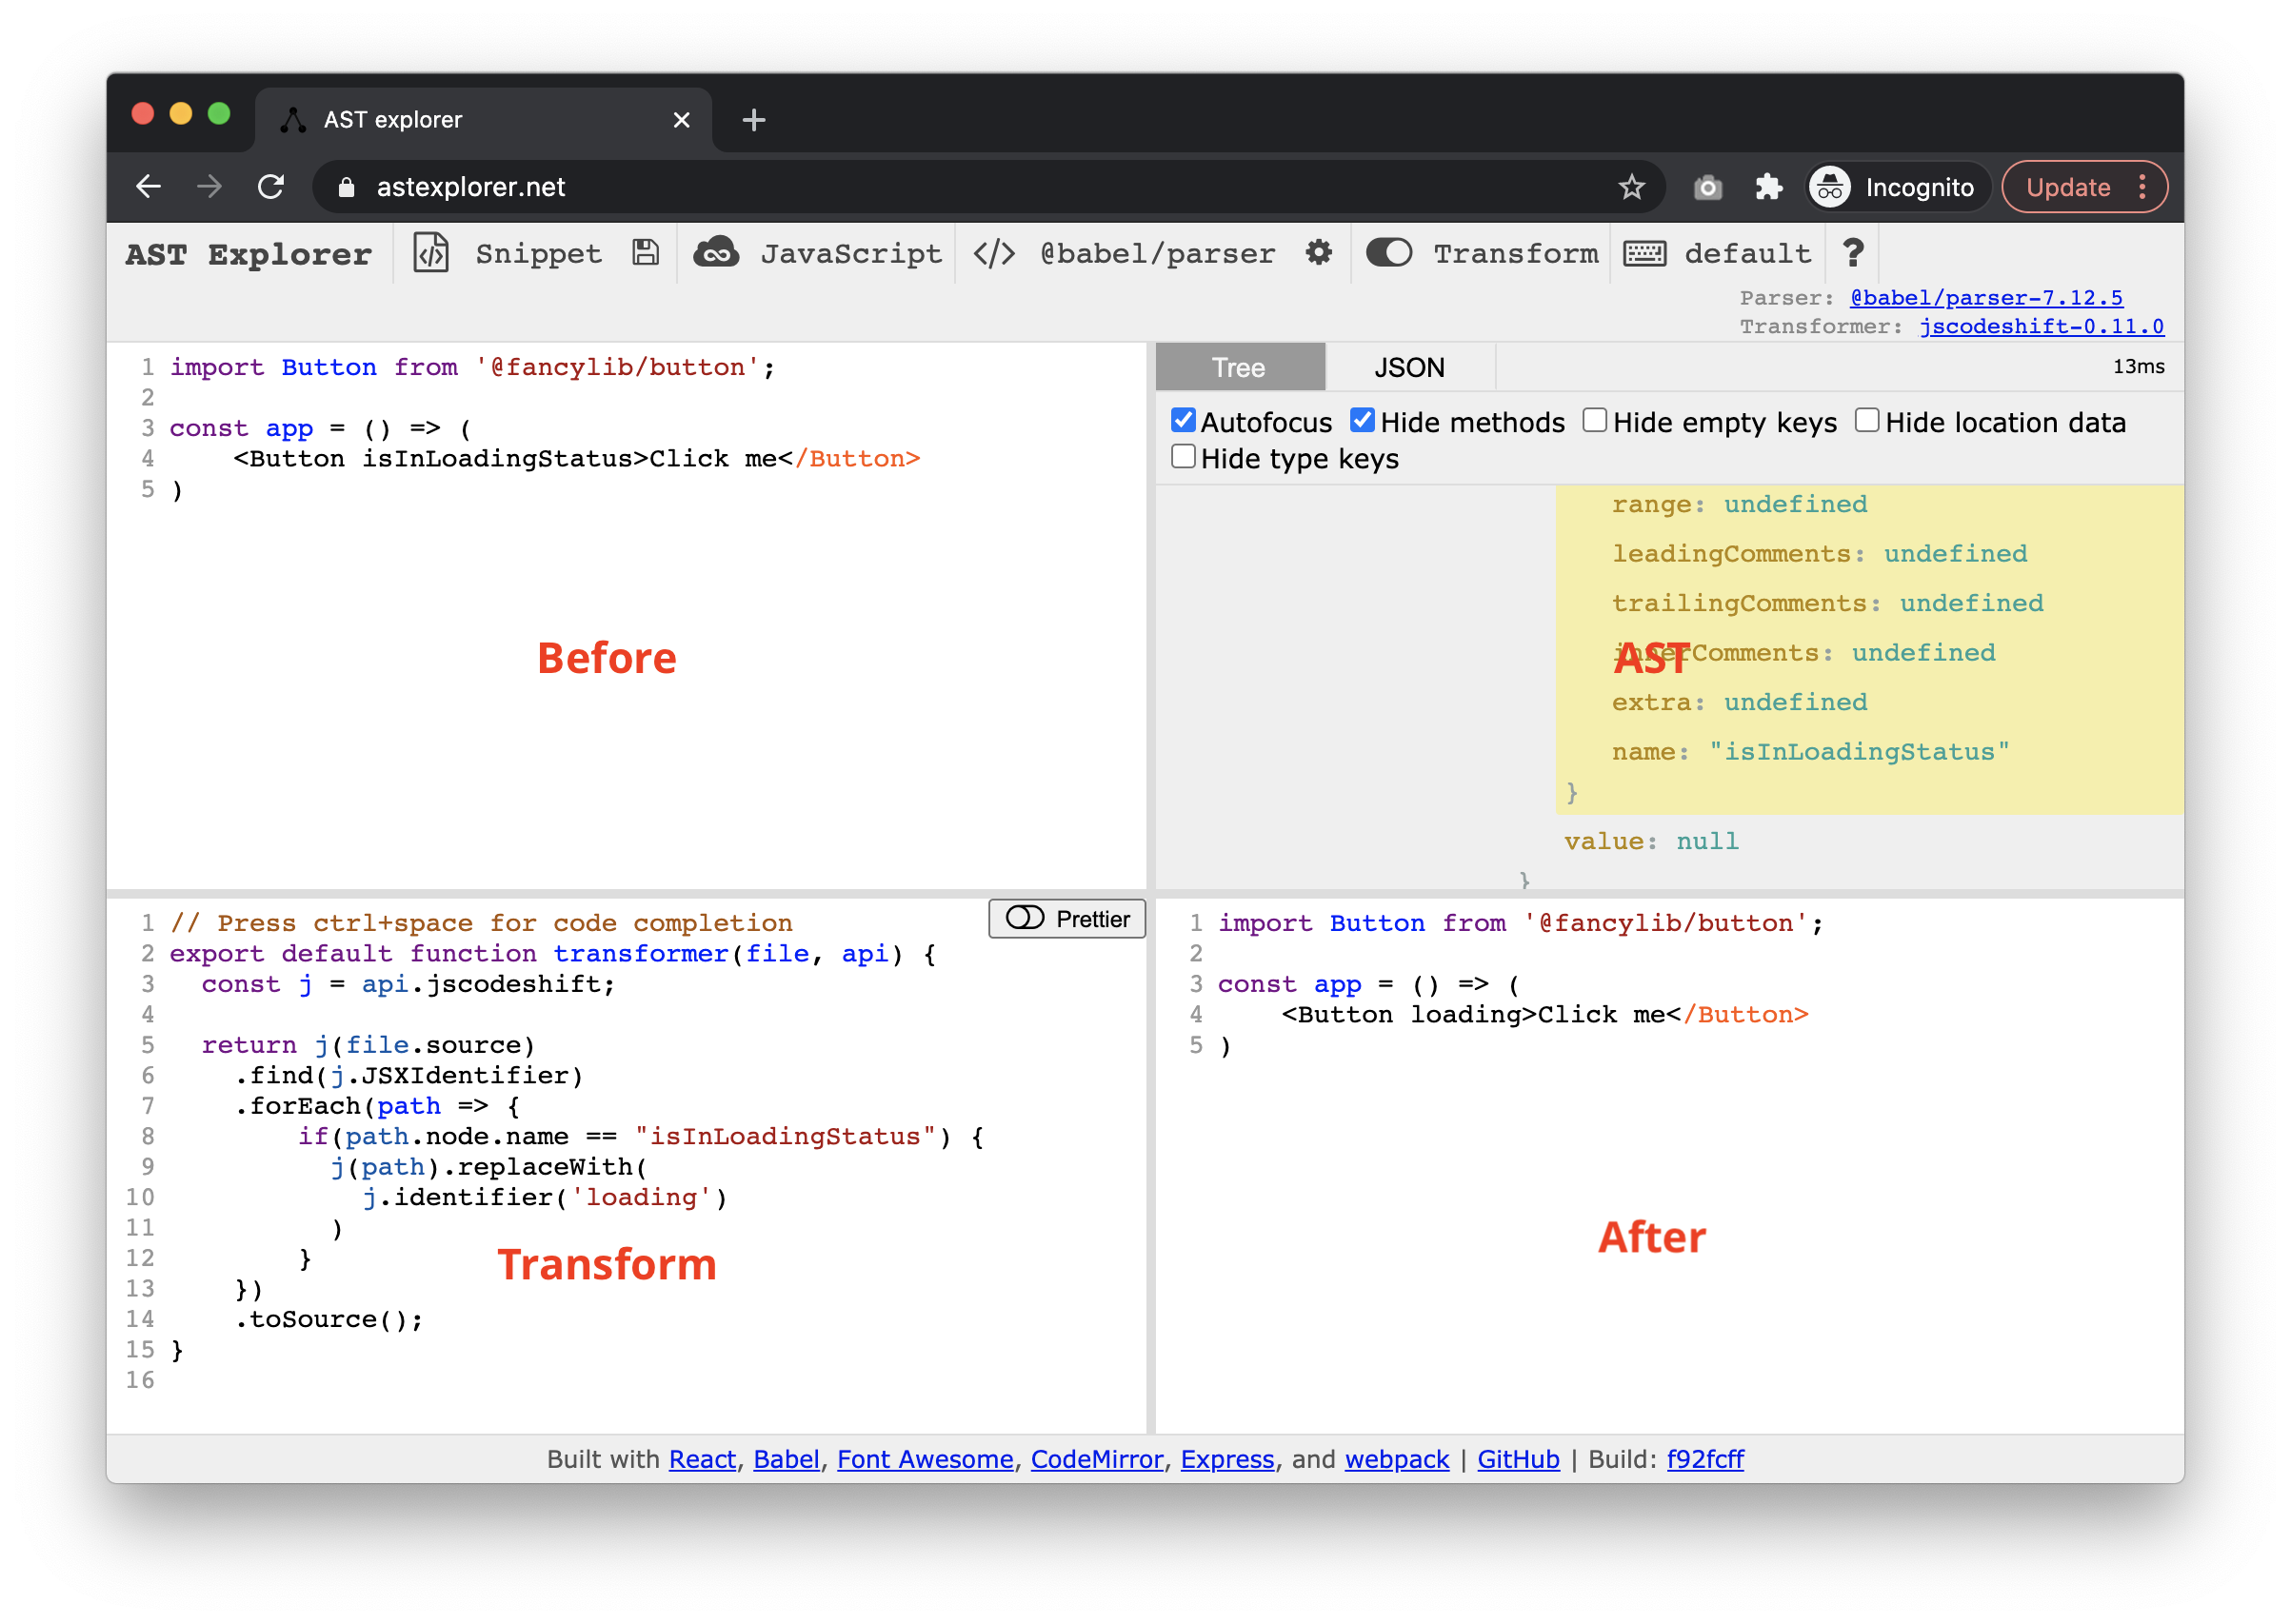 AST explorer
astexplorer.net
Incognito
Update
AST Explorer
Snippet
JavaScript
</> @babel/parser
Transform
default
?
Parser: @babel/parser-7.12.5
Transformer: jscodeshift-0.11.0
1 import Button from '@fancylib/button';
2
3 const app = () => (
4     <Button isInLoadingStatus>Click me</Button>
5 )
Before
Tree
JSON
13ms
Autofocus Hide methods Hide empty keys Hide location data
Hide type keys
range: undefined
leadingComments: undefined
trailingComments: undefined
innerComments: undefined
AST
extra: undefined
name: "isInLoadingStatus"
}
value: null
}
Prettier
1 // Press ctrl+space for code completion
2 export default function transformer(file, api) {
3   const j = api.jscodeshift;
4
5   return j(file.source)
6     .find(j.JSXIdentifier)
7     .forEach(path => {
8         if(path.node.name == "isInLoadingStatus") {
9           j(path).replaceWith(
10             j.identifier('loading')
11           )
12         }
13     })
14     .toSource();
15 }
16
Transform
1 import Button from '@fancylib/button';
2
3 const app = () => (
4     <Button loading>Click me</Button>
5 )
After
Built with React, Babel, Font Awesome, CodeMirror, Express, and webpack | GitHub | Build: f92fcff